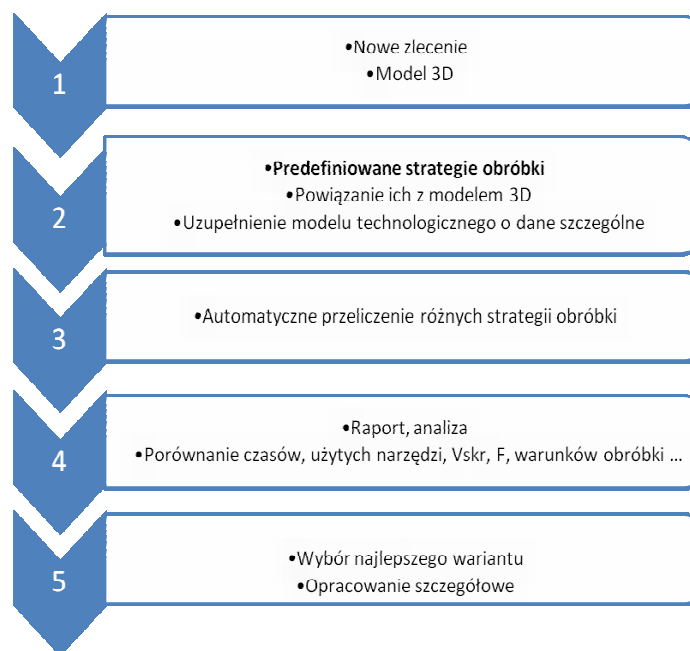 1
•Nowe zlecenie
•Model 3D
2
•Predefiniowane strategie obróbki
•Powiązanie ich z modelem 3D
•Uzupełnienie modelu technologicznego o dane szczególne
3
•Automatyczne przeliczenie różnych strategii obróbki
4
•Raport, analiza
•Porównanie czasów, użytych narzędzi, Vskr, F, warunków obróbki ...
5
•Wybór najlepszego wariantu
•Opracowanie szczegółowe